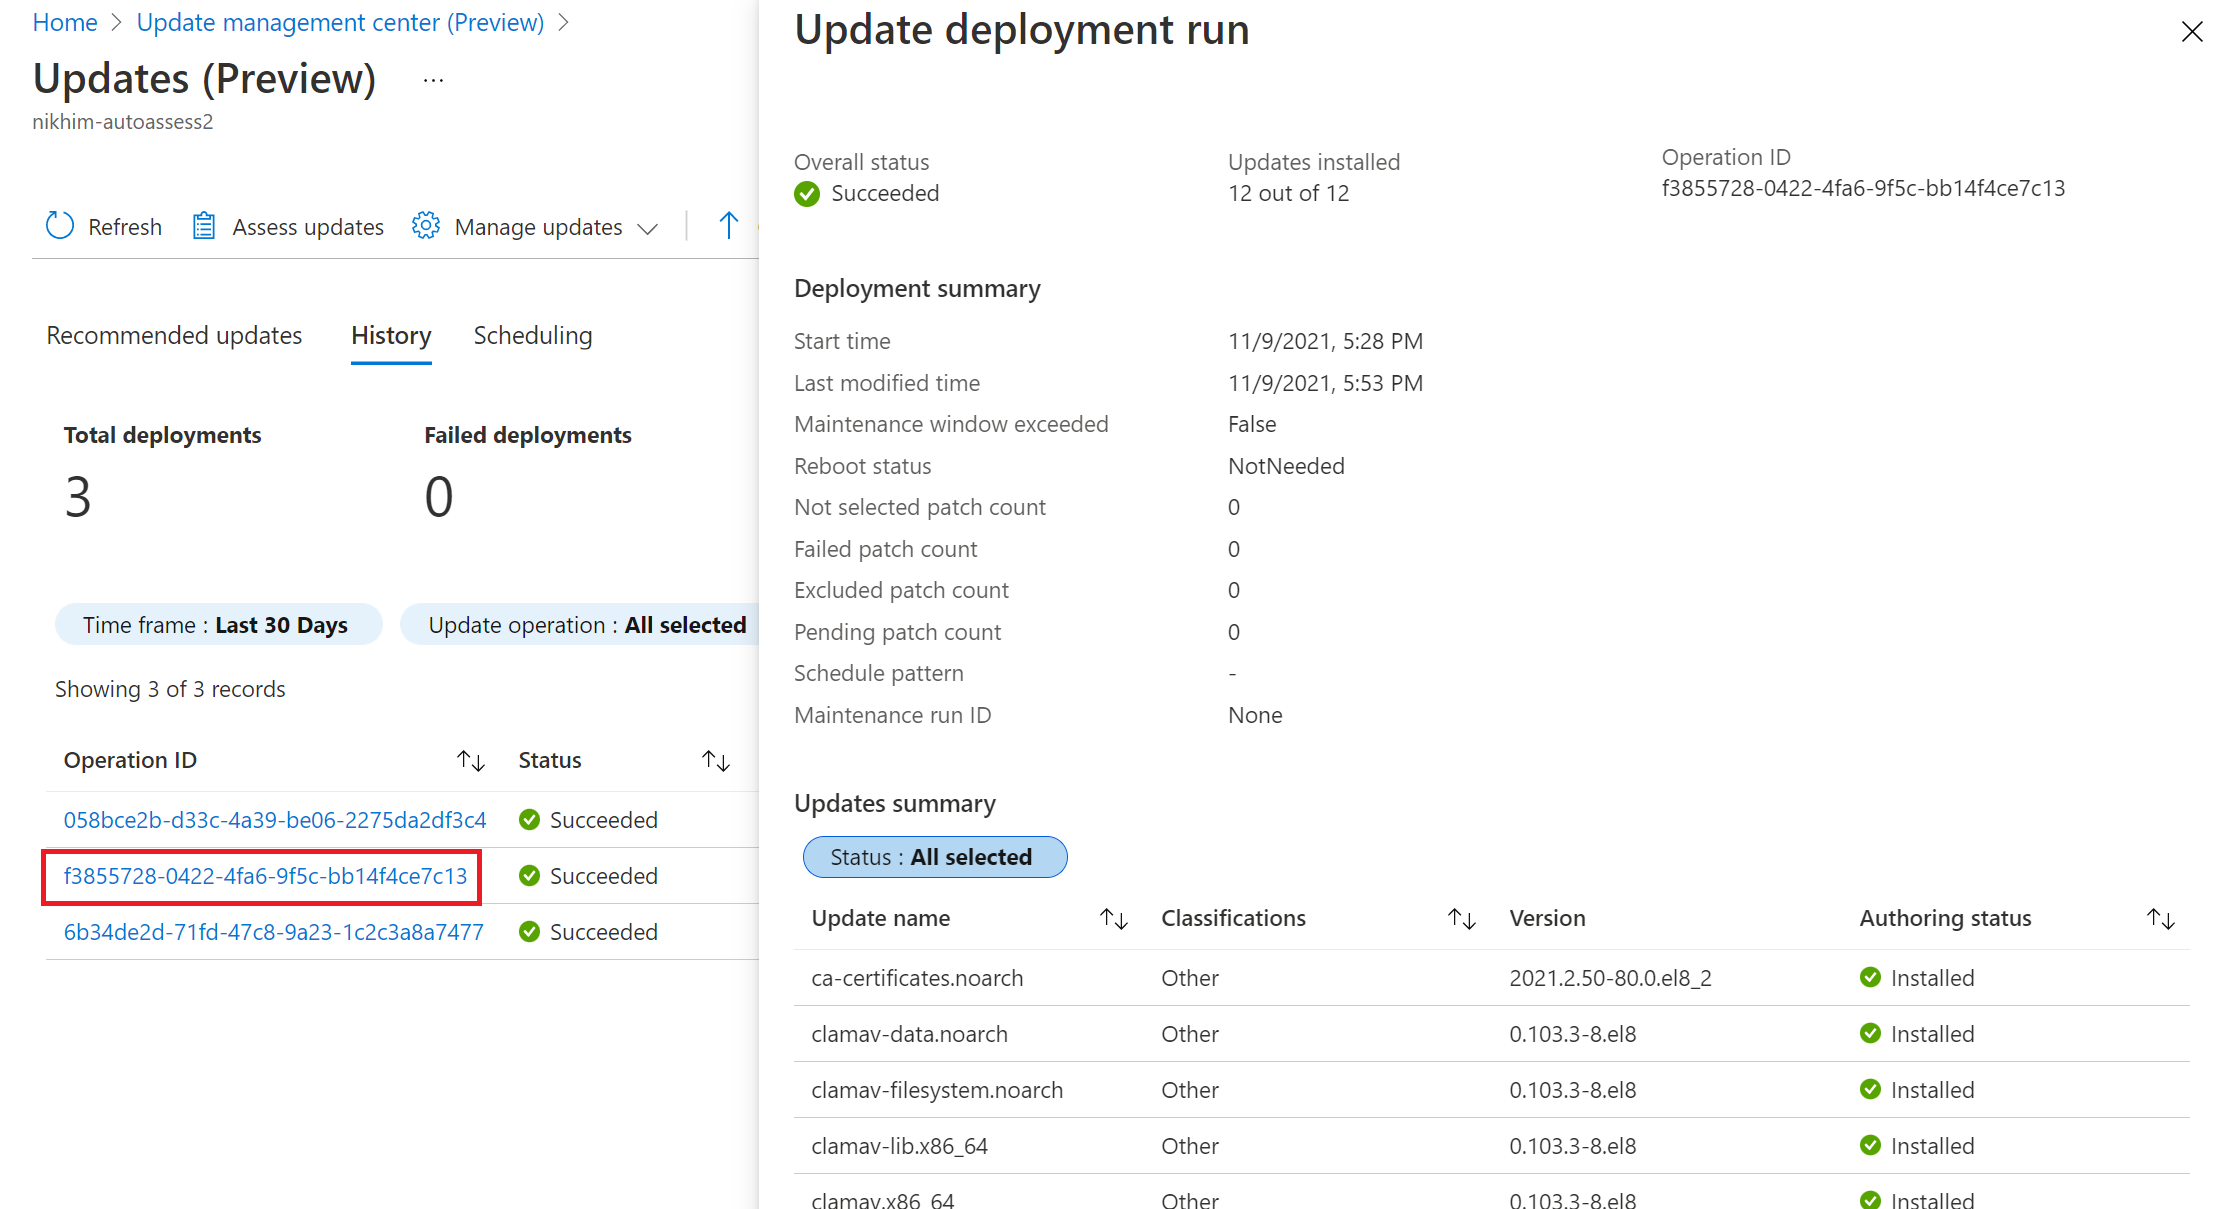 Home > Update management center (Preview) >
Updates (Preview) ...
nikhim-autoassess2
Refresh Assess updates Manage updates
Recommended updates History Scheduling
Total deployments Failed deployments
3 0
Time frame : Last 30 Days Update operation : All selected
Showing 3 of 3 records
Operation ID Status
058bce2b-d33c-4a39-be06-2275da2df3c4 Succeeded
f3855728-0422-4fa6-9f5c-bb14f4ce7c13 Succeeded
6b34de2d-71fd-47c8-9a23-1c2c3a8a7477 Succeeded
Update deployment run
Overall status Updates installed Operation ID
Succeeded 12 out of 12 f3855728-0422-4fa6-9f5c-bb14f4ce7c13
Deployment summary
Start time 11/9/2021, 5:28 PM
Last modified time 11/9/2021, 5:53 PM
Maintenance window exceeded False
Reboot status NotNeeded
Not selected patch count 0
Failed patch count 0
Excluded patch count 0
Pending patch count 0
Schedule pattern -
Maintenance run ID None
Updates summary
Status : All selected
Update name Classifications Version Authoring status
ca-certificates.noarch Other 2021.2.50-80.0.el8_2 Installed
clamav-data.noarch Other 0.103.3-8.el8 Installed
clamav-filesystem.noarch Other 0.103.3-8.el8 Installed
clamav-lib.x86_64 Other 0.103.3-8.el8 Installed
clamav.x86_64 Other 0.103.3-8.el8 Installed